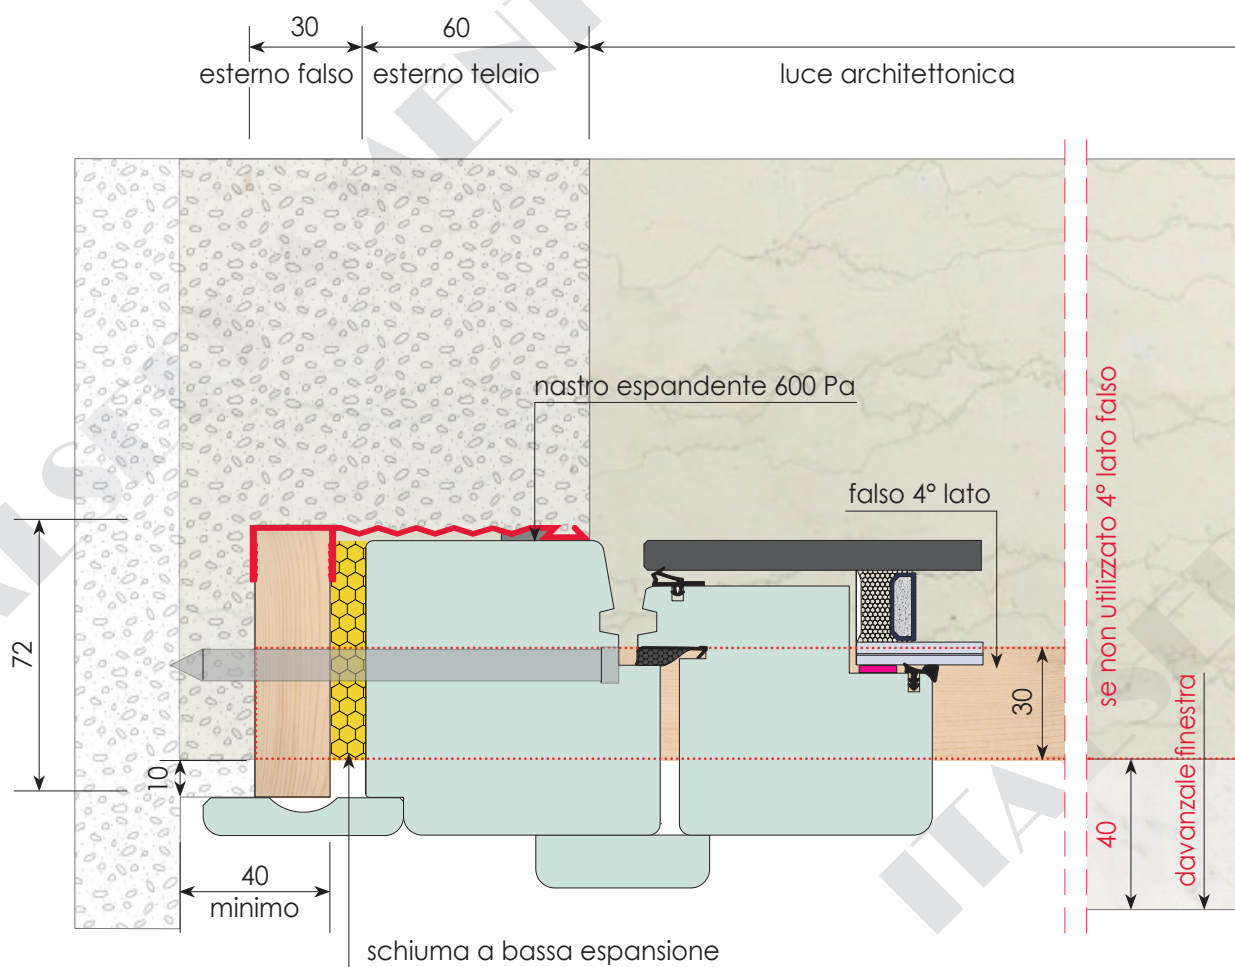 30
60
esterno falso
esterno telaio
luce architettonica
nastro espandente 600 Pa
falso 4° lato
se non utilizzato 4° lato falso
72
30
10
40
davanzale finestra
40
minimo
schiuma a bassa espansione